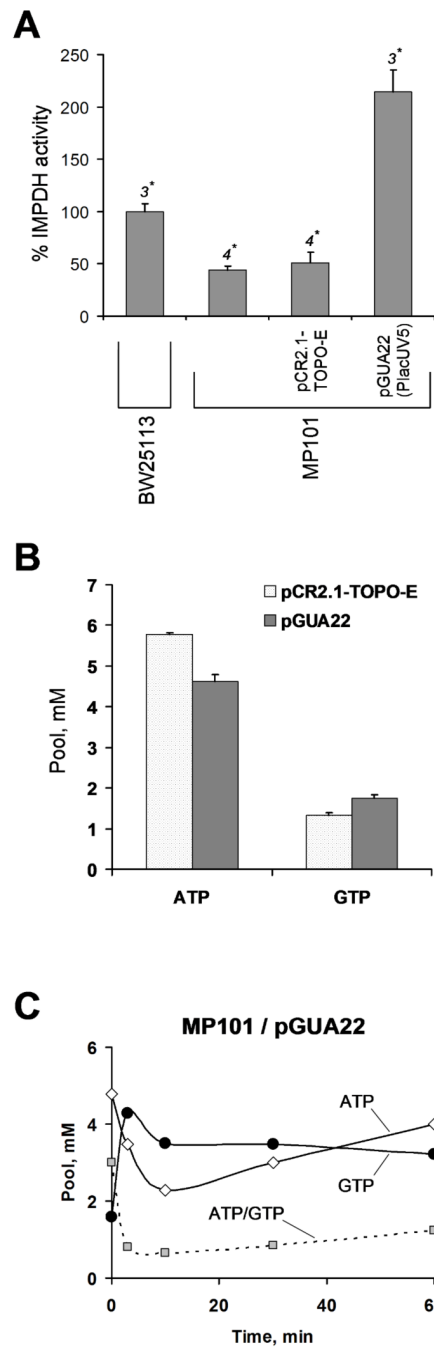 A
% IMPDH activity
250
200
150
100
50
0
3*
4*
4*
3*
pCR2.1-
TOPO-E
pGUA22
(PlacUV5)
BW25113
MP101
B
Pool, mM
7
6
5
4
3
2
1
0
pCR2.1-TOPO-E
pGUA22
ATP
GTP
C
MP101 / pGUA22
Pool, mM
6
4
2
0
ATP
GTP
ATP/GTP
0
20
40
60
Time, min